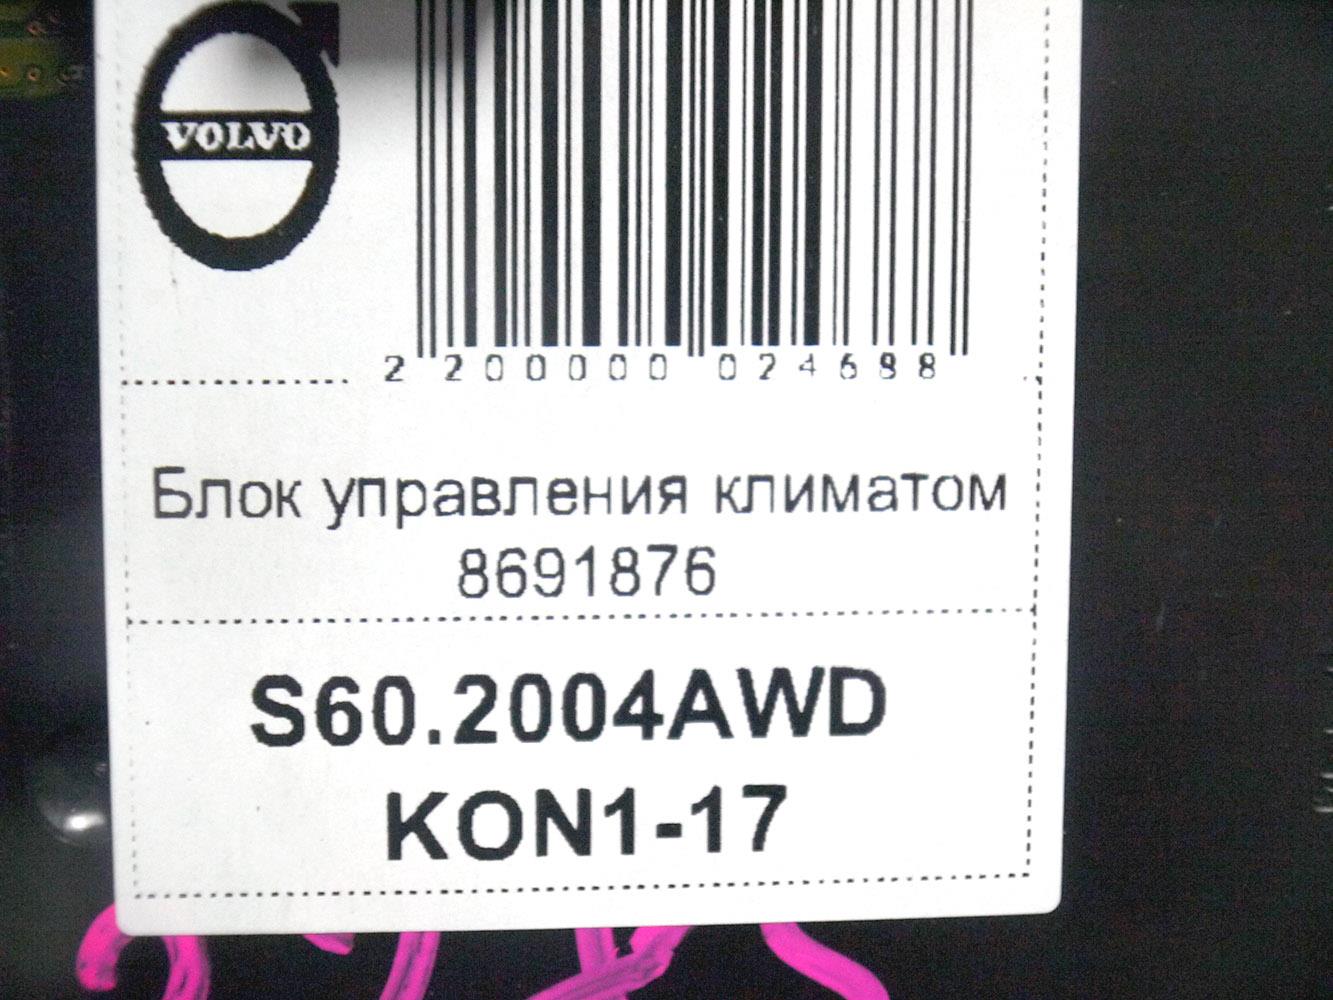 VOLVO
2 200000 024688
Блок управления климатом
8691876
S60.2004AWD
KON1-17